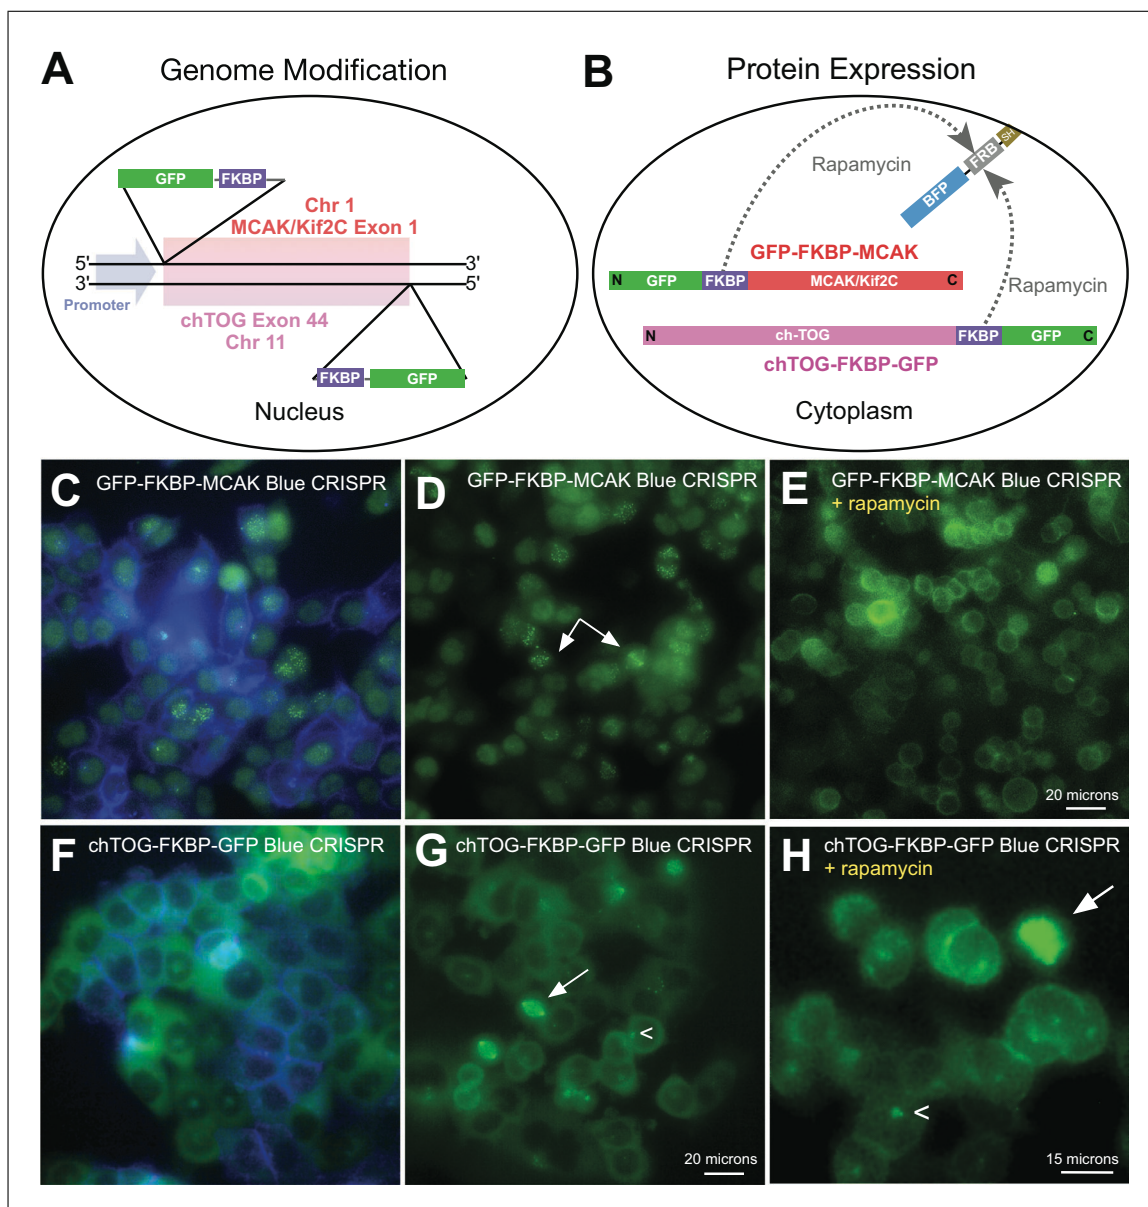 A
Genome Modification
GFP
FKBP
Chr 1
MCAK/Kif2C Exon 1
5'
3'
3'
5'
Promoter
chTOG Exon 44
Chr 11
FKBP
GFP
Nucleus
B
Protein Expression
SH
FRB
BFP
Rapamycin
GFP-FKBP-MCAK
N
GFP
FKBP
MCAK/Kif2C
C
Rapamycin
N
ch-TOG
FKBP
GFP
C
chTOG-FKBP-GFP
Cytoplasm
C
GFP-FKBP-MCAK Blue CRISPR
D
GFP-FKBP-MCAK Blue CRISPR
E
GFP-FKBP-MCAK Blue CRISPR
+ rapamycin
20 microns
F
chTOG-FKBP-GFP Blue CRISPR
G
chTOG-FKBP-GFP Blue CRISPR
<
20 microns
H
chTOG-FKBP-GFP Blue CRISPR
+ rapamycin
<
15 microns